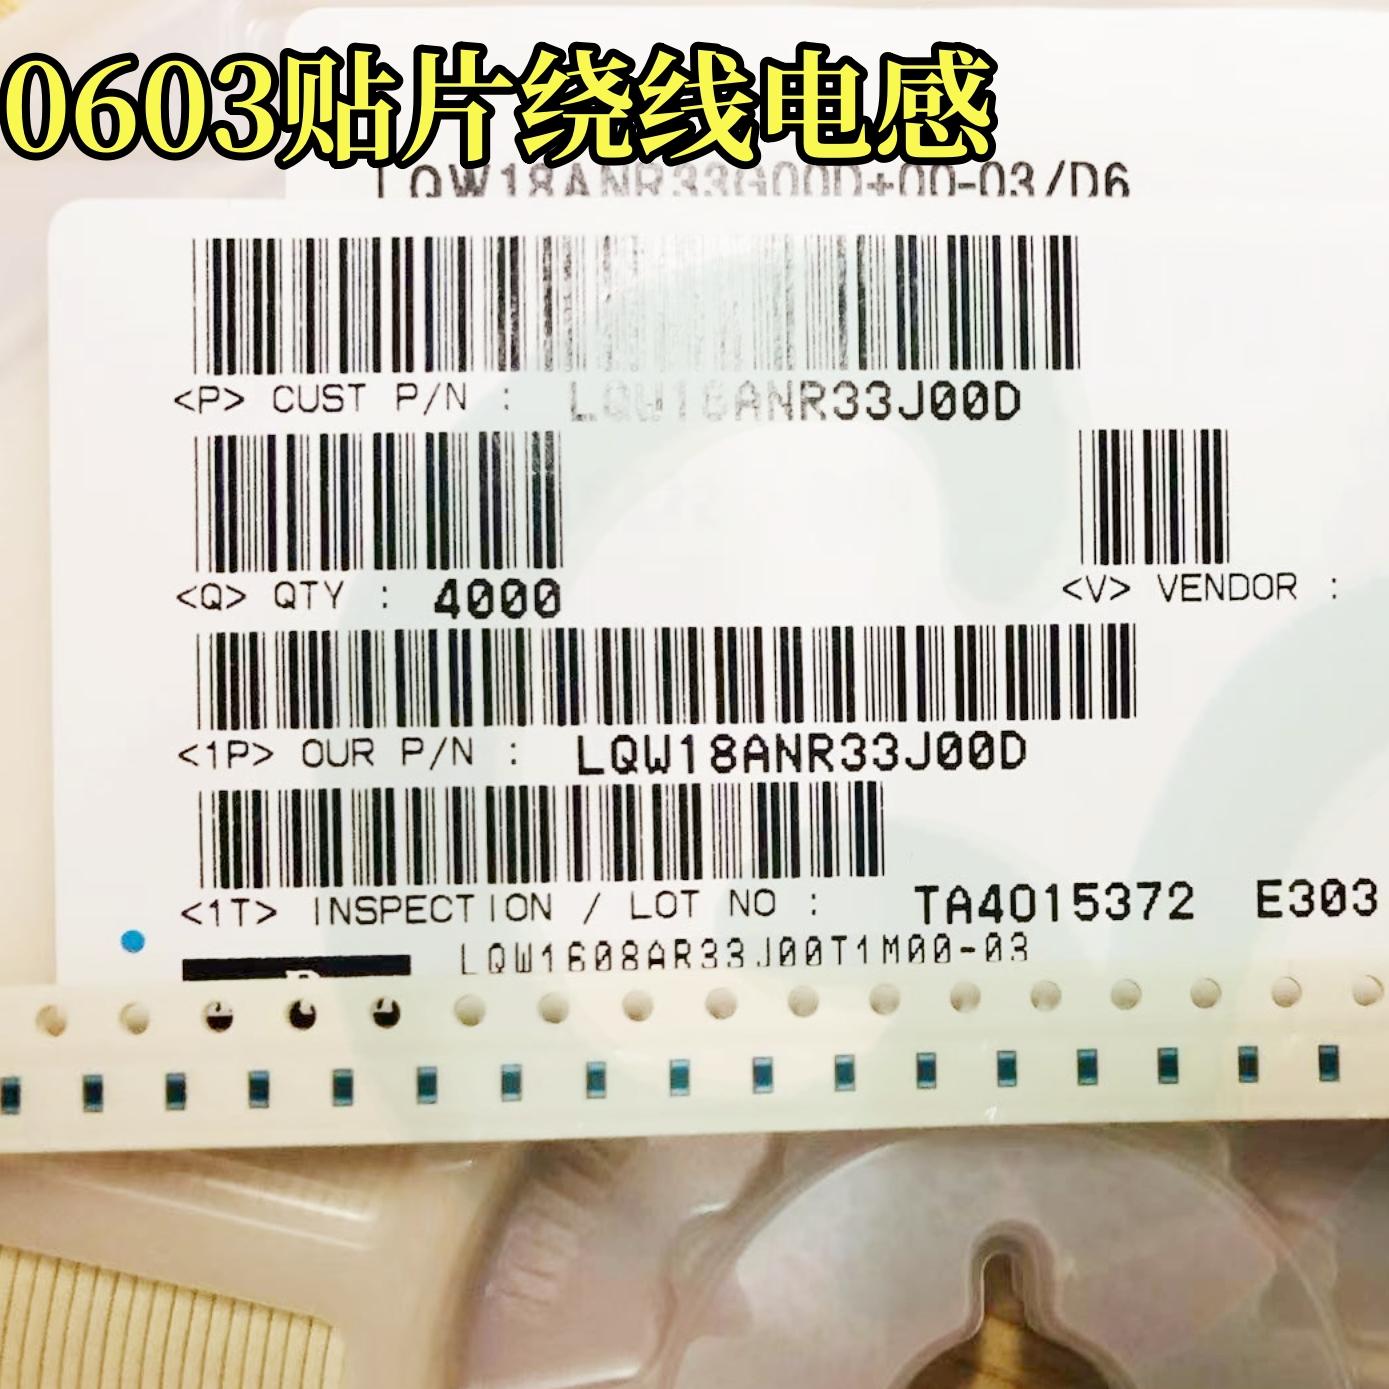 0603贴片绕线电感
LQW18ANR33G00D+00-03/D6
<P> CUST P/N : LQW18ANR33J00D
<Q> QTY : 4000
<V> VENDOR :
<1P> OUR P/N : LQW18ANR33J00D
<1T> INSPECTION / LOT NO : TA4015372 E303
LQW1608AR33J00T1M00-03